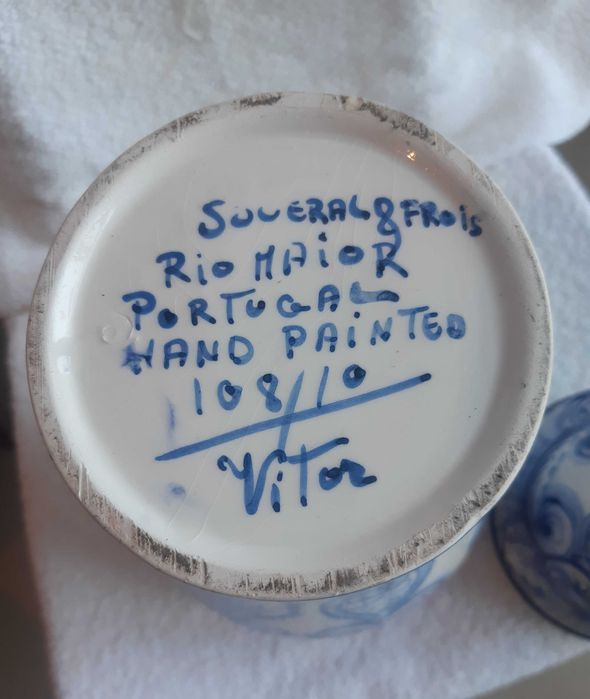 SOVERAL & FROIS
RIO MAIOR
PORTUGAL
HAND PAINTED
108/10
Vitor